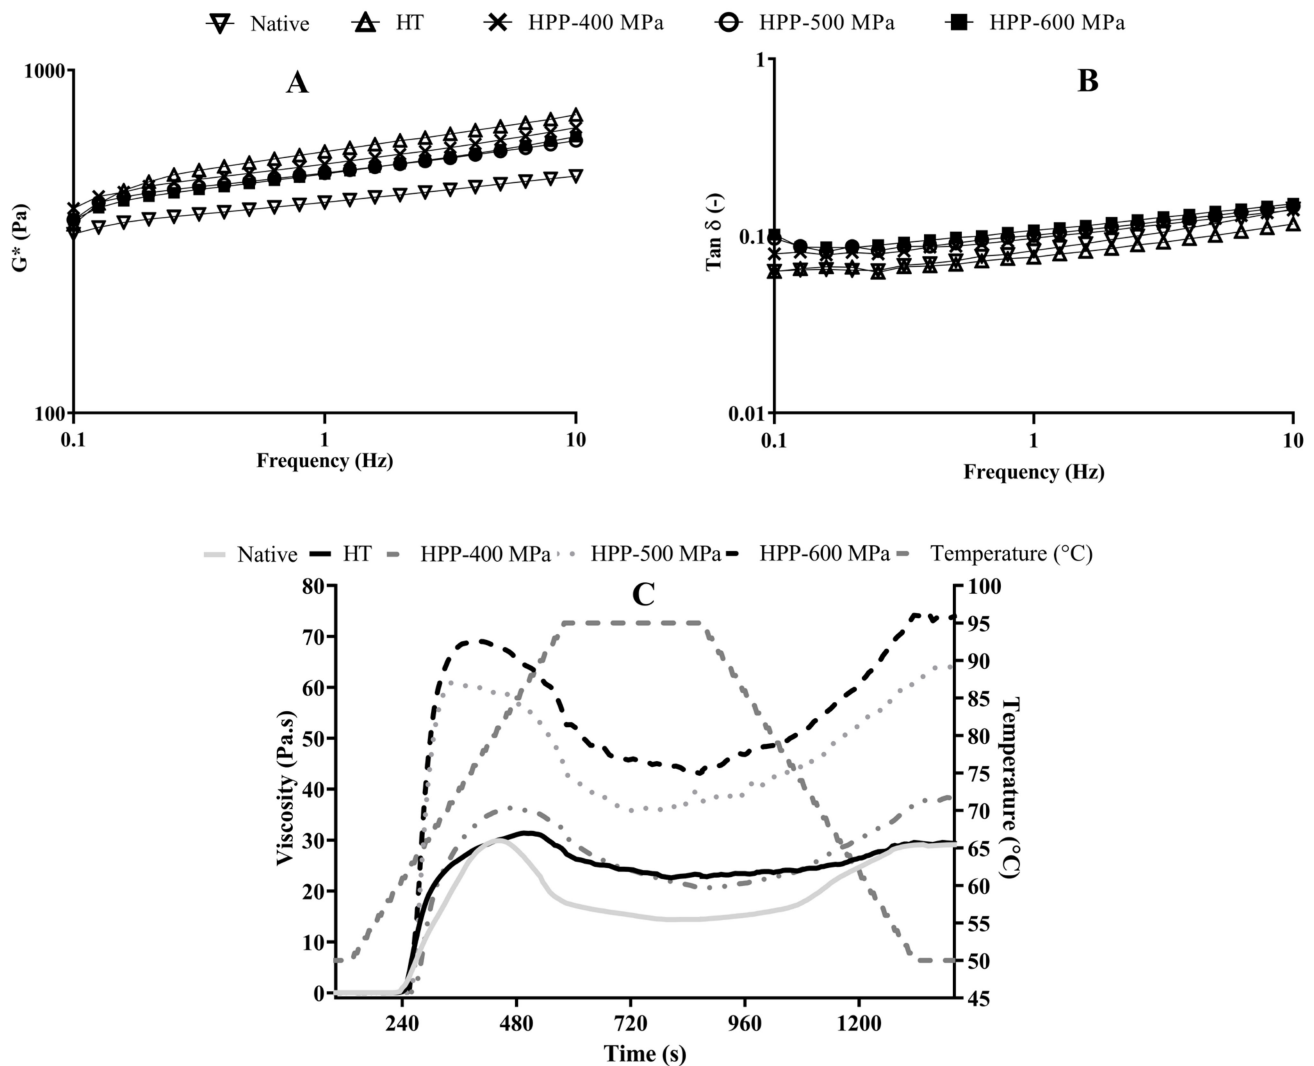 Native HT HPP-400 MPa HPP-500 MPa HPP-600 MPa
A
1000
100
G* (Pa)
0.1 1 10
Frequency (Hz)
B
1
0.1
0.01
Tan δ (-)
0.1 1 10
Frequency (Hz)
Native HT HPP-400 MPa HPP-500 MPa HPP-600 MPa Temperature (°C)
C
80
70
60
50
40
30
20
10
0
Viscosity (Pa.s)
100
95
90
85
80
75
70
65
60
55
50
45
Temperature (°C)
240 480 720 960 1200
Time (s)